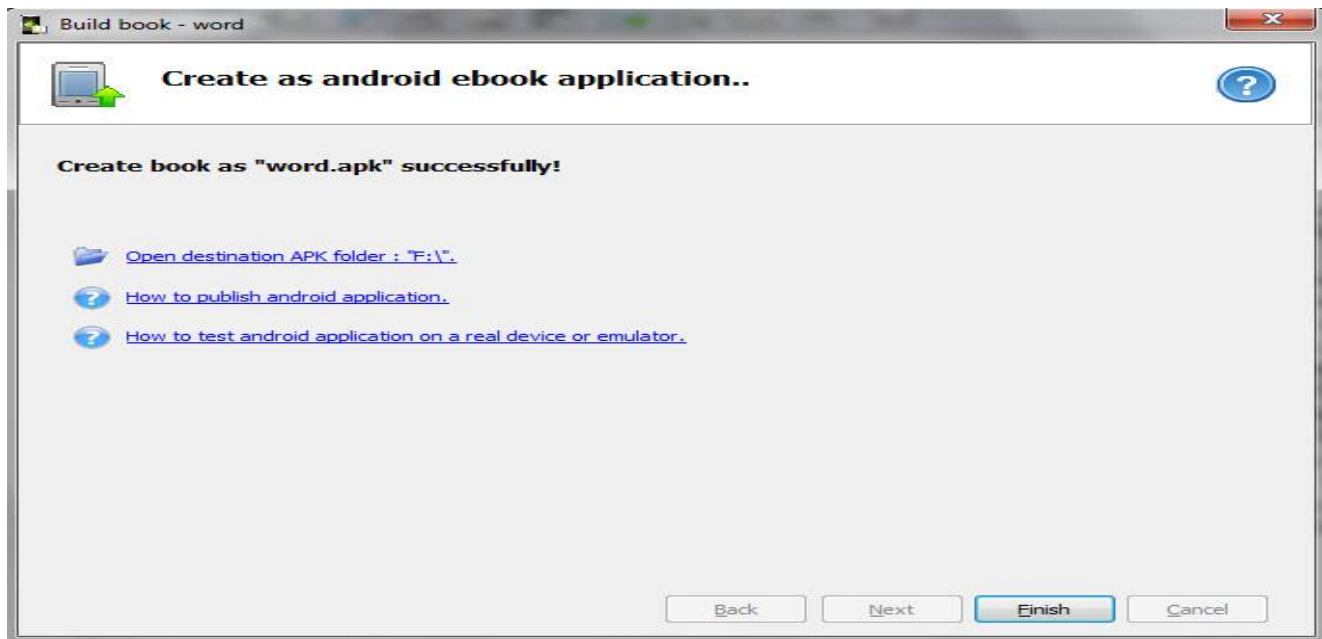 Build book - word
Create as android ebook application..
Create book as "word.apk" successfully!
Open destination APK folder : "F:\".
How to publish android application.
How to test android application on a real device or emulator.
Back Next Finish Cancel